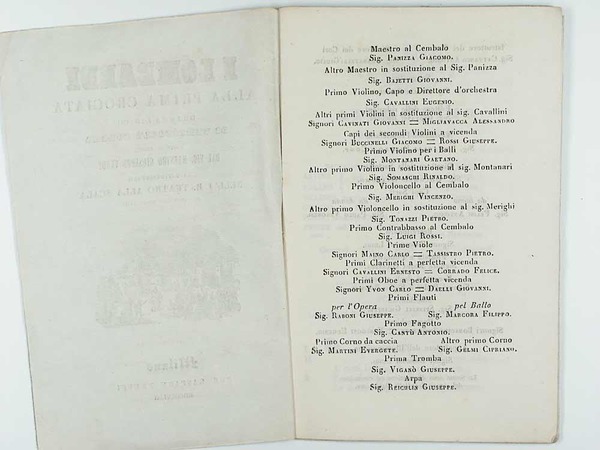 Maestro al Cembalo
Sig. PANIZZA GIACOMO.
Altro Maestro in sostituzione al Sig. Panizza
Sig. BAJETTI GIOVANNI.
Primo Violino, Capo e Direttore d'orchestra
Sig. CAVALLINI EUGENIO.
Altri primi Violini in sostituzione al sig. Cavallini
Signori CAVINATI GIOVANNI = MIGLIAVACCA ALESSANDRO
Capi dei secondi Violini a vicenda
Signori BUCCINELLI GIACOMO = ROSSI GIUSEPPE.
Primo Violino per i Balli
Sig. MONTANARI GAETANO.
Altro primo Violino in sostituzione al sig. Montanari
Sig. SOMASCHI RINALDO.
Primo Violoncello al Cembalo
Sig. MERIGHI VINCENZO.
Altro primo Violoncello in sostituzione al sig. Merighi
Sig. TONAZZI PIETRO.
Primo Contrabbasso al Cembalo
Sig. LUIGI ROSSI.
Prime Viole
Signori MAINO CARLO = TASSISTRO PIETRO.
Primi Clarinetti a perfetta vicenda
Signori CAVALLINI ERNESTO = CORRADO FELICE.
Primi Oboe a perfetta vicenda
Signori YVON CARLO = DAELLI GIOVANNI.
Primi Flauti
per l'Opera pel Ballo
Sig. RABONI GIUSEPPE. Sig. MARCORA FILIPPO.
Primo Fagotto
Sig. CANTÙ ANTONIO.
Primo Corno da caccia Altro primo Corno
Sig. MARTINI EVERGETE. Sig. GELMI CIPRIANO.
Prima Tromba
Sig. VIGANÒ GIUSEPPE.
Arpa
Sig. REICHLIN GIUSEPPE.
I LOMBARDI
ALLA PRIMA CROCIATA